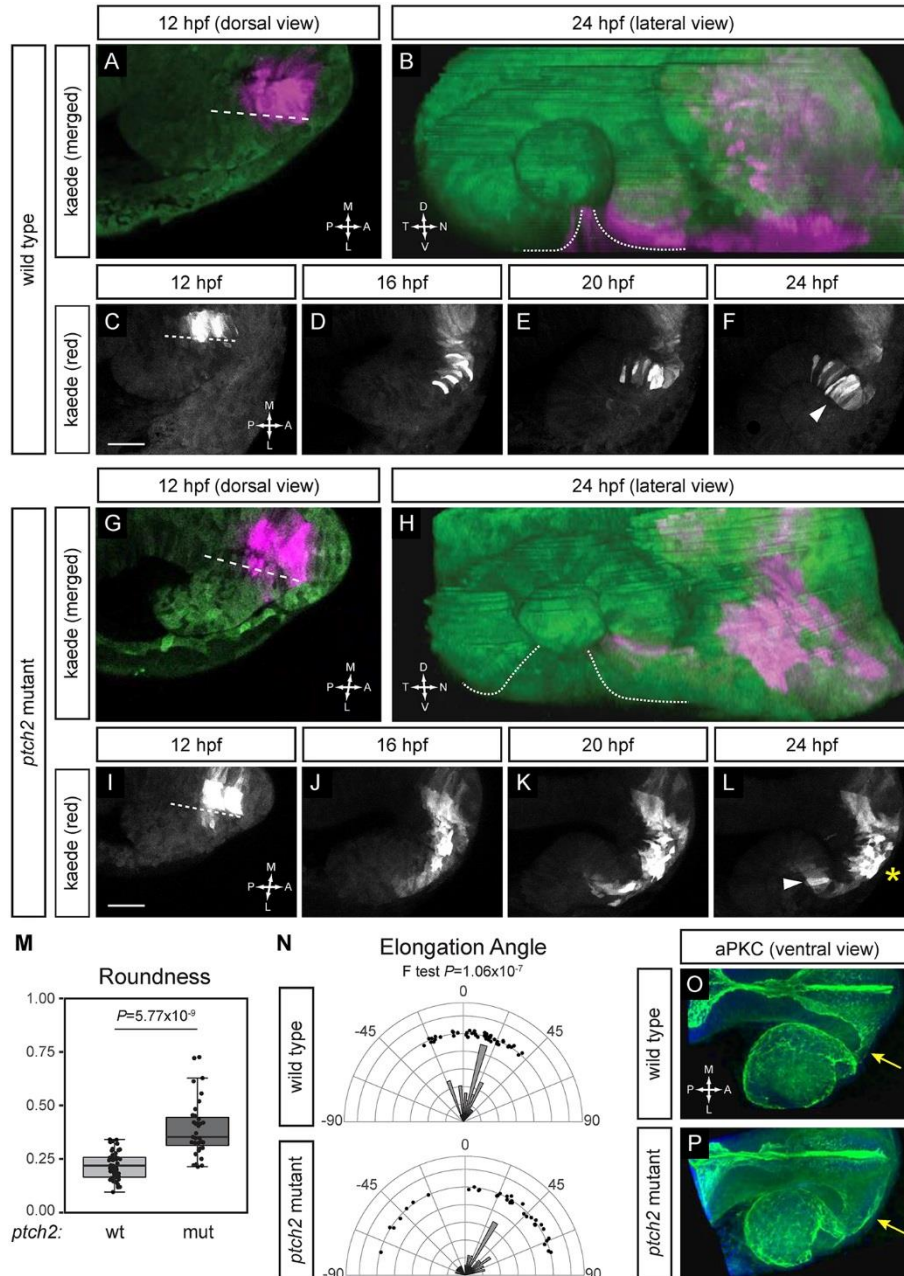 12 hpf (dorsal view)
24 hpf (lateral view)
wild type
kaede (merged)
A
M
P
A
L
B
D
T
N
V
12 hpf
16 hpf
20 hpf
24 hpf
kaede (red)
C
M
P
A
L
D
E
F
12 hpf (dorsal view)
24 hpf (lateral view)
ptch2 mutant
kaede (merged)
G
M
P
A
L
H
D
T
N
V
12 hpf
16 hpf
20 hpf
24 hpf
kaede (red)
I
M
P
A
L
J
K
L
*
M
Roundness
P=5.77x10⁻⁹
1.00
0.75
0.50
0.25
0.00
ptch2:
wt
mut
N
Elongation Angle
F test P=1.06x10⁻⁷
wild type
0
-45
45
-90
90
ptch2 mutant
0
-45
45
-90
90
aPKC (ventral view)
wild type
O
M
P
A
L
ptch2 mutant
P